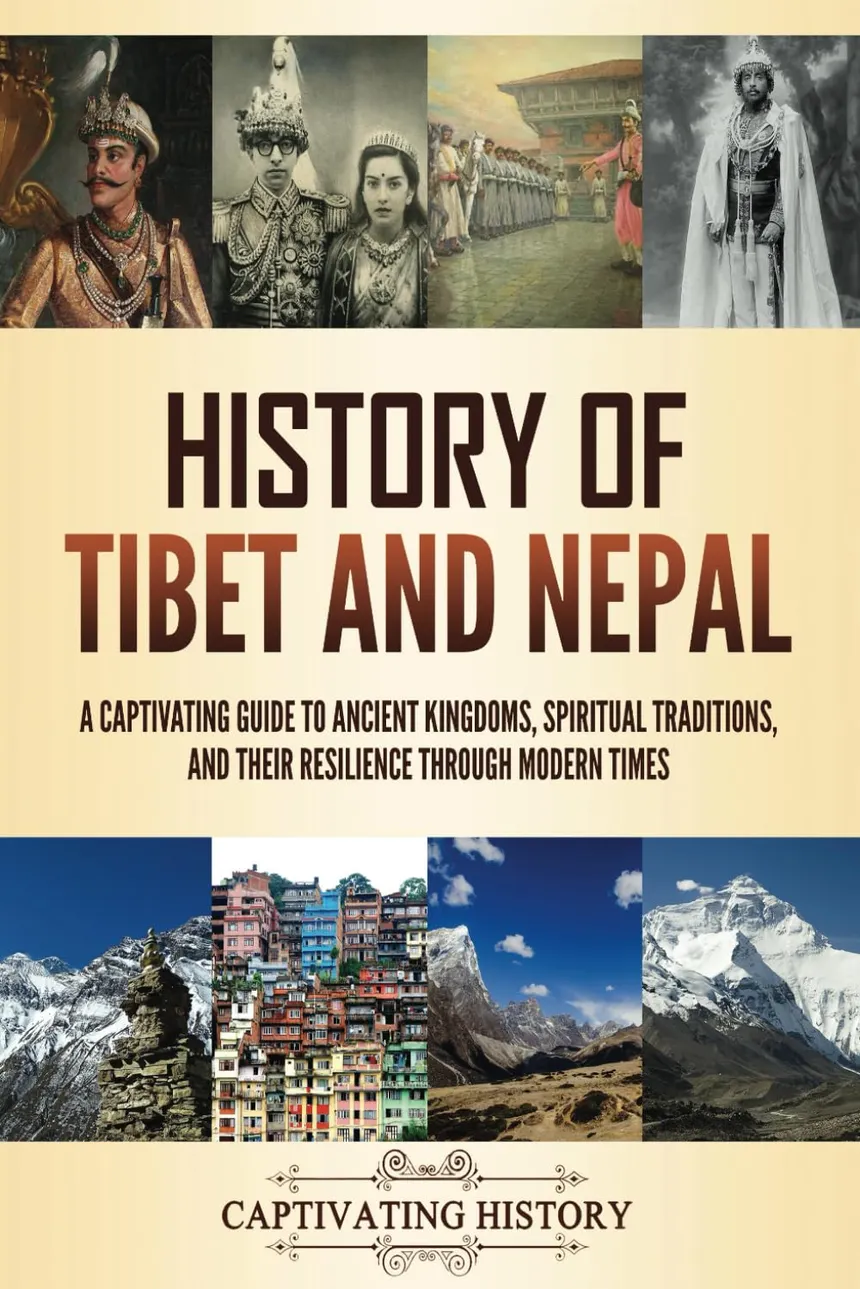 HISTORY OF
TIBET AND NEPAL
A CAPTIVATING GUIDE TO ANCIENT KINGDOMS, SPIRITUAL TRADITIONS,
AND THEIR RESILIENCE THROUGH MODERN TIMES
CAPTIVATING HISTORY